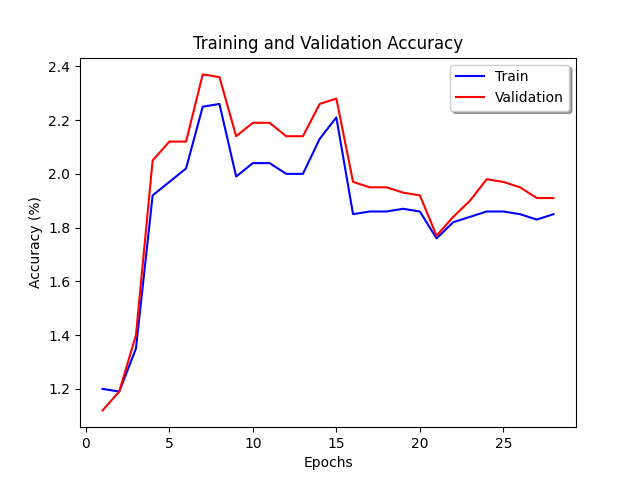 Training and Validation Accuracy
2.4
2.2
2.0
1.8
1.6
1.4
1.2
Accuracy (%)
Train
Validation
0 5 10 15 20 25
Epochs